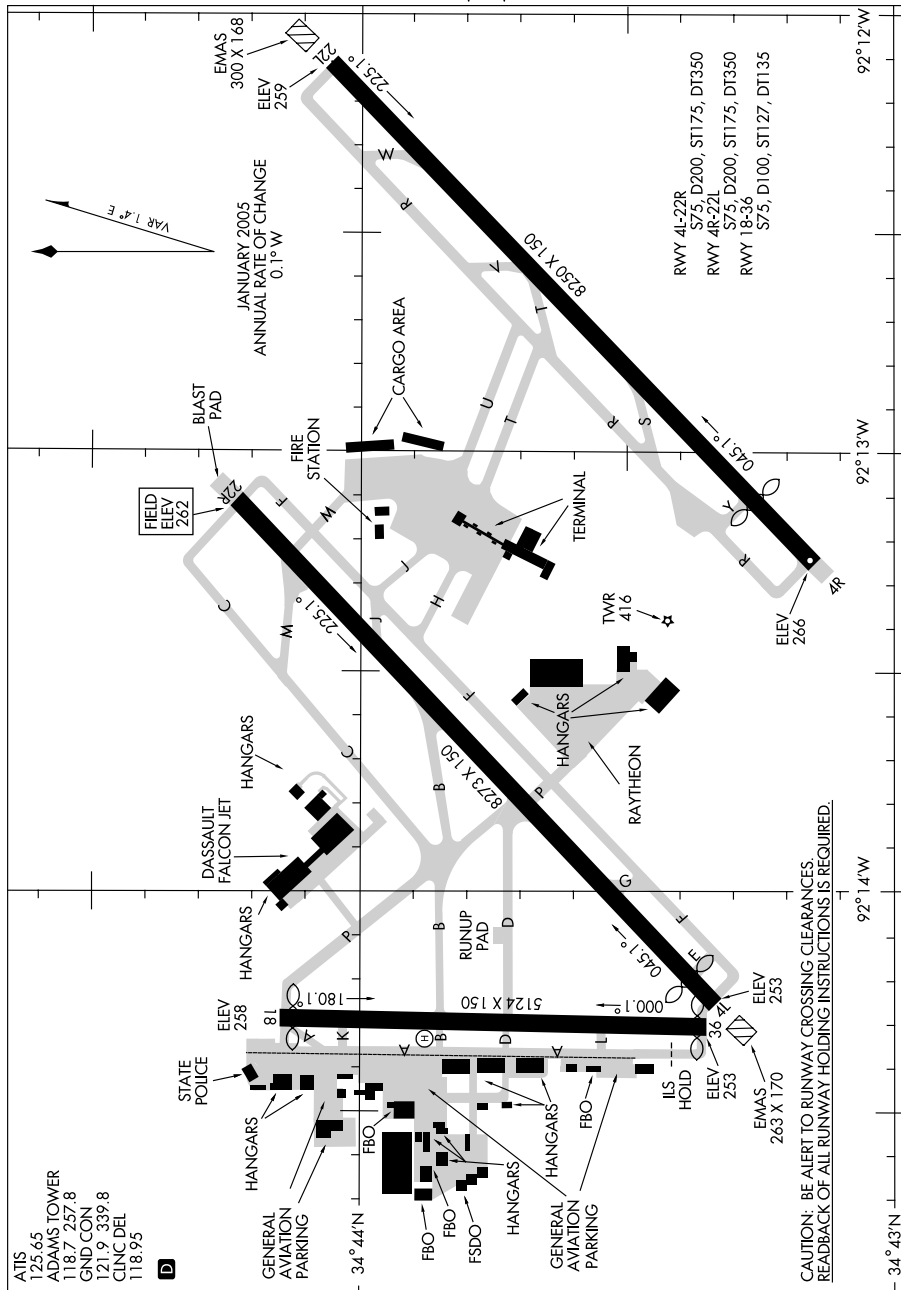 ATIS
125.65
ADAMS TOWER
118.7  257.8
GND CON
121.9  339.8
CLNC DEL
118.95
D
JANUARY 2005
ANNUAL RATE OF CHANGE
0.1° W
VAR 1.4° E
EMAS
300 X 168
ELEV
259
22L
225.1°
92°12'W
W
R
V
T
8250 X 150
RWY 4L-22R
S75, D200, ST175, DT350
RWY 4R-22L
S75, D200, ST175, DT350
RWY 18-36
S75, D100, ST127, DT135
BLAST
PAD
FIELD
ELEV
262
22R
F
M
FIRE
STATION
CARGO AREA
U
T
R
S
045.1°
92°13'W
Y
R
4R
ELEV
266
C
M
225.1°
J
J
H
TERMINAL
TWR
416
HANGARS
DASSAULT
FALCON JET
HANGARS
C
B
F
8273 X 150
P
HANGARS
RAYTHEON
P
B
RUNUP
PAD
D
G
F
92°14'W
045.1°
E
4L
ELEV
253
ELEV
258
18
180.1°
5124 X 150
000.1°
36
A
K
A
H
B
D
A
L
ILS
HOLD
ELEV
253
EMAS
263 X 170
STATE
POLICE
HANGARS
GENERAL
AVIATION
PARKING
FBO
FBO
FBO
FSDO
HANGARS
HANGARS
FBO
GENERAL
AVIATION
PARKING
34°44'N
34°43'N
CAUTION: BE ALERT TO RUNWAY CROSSING CLEARANCES.
READBACK OF ALL RUNWAY HOLDING INSTRUCTIONS IS REQUIRED.